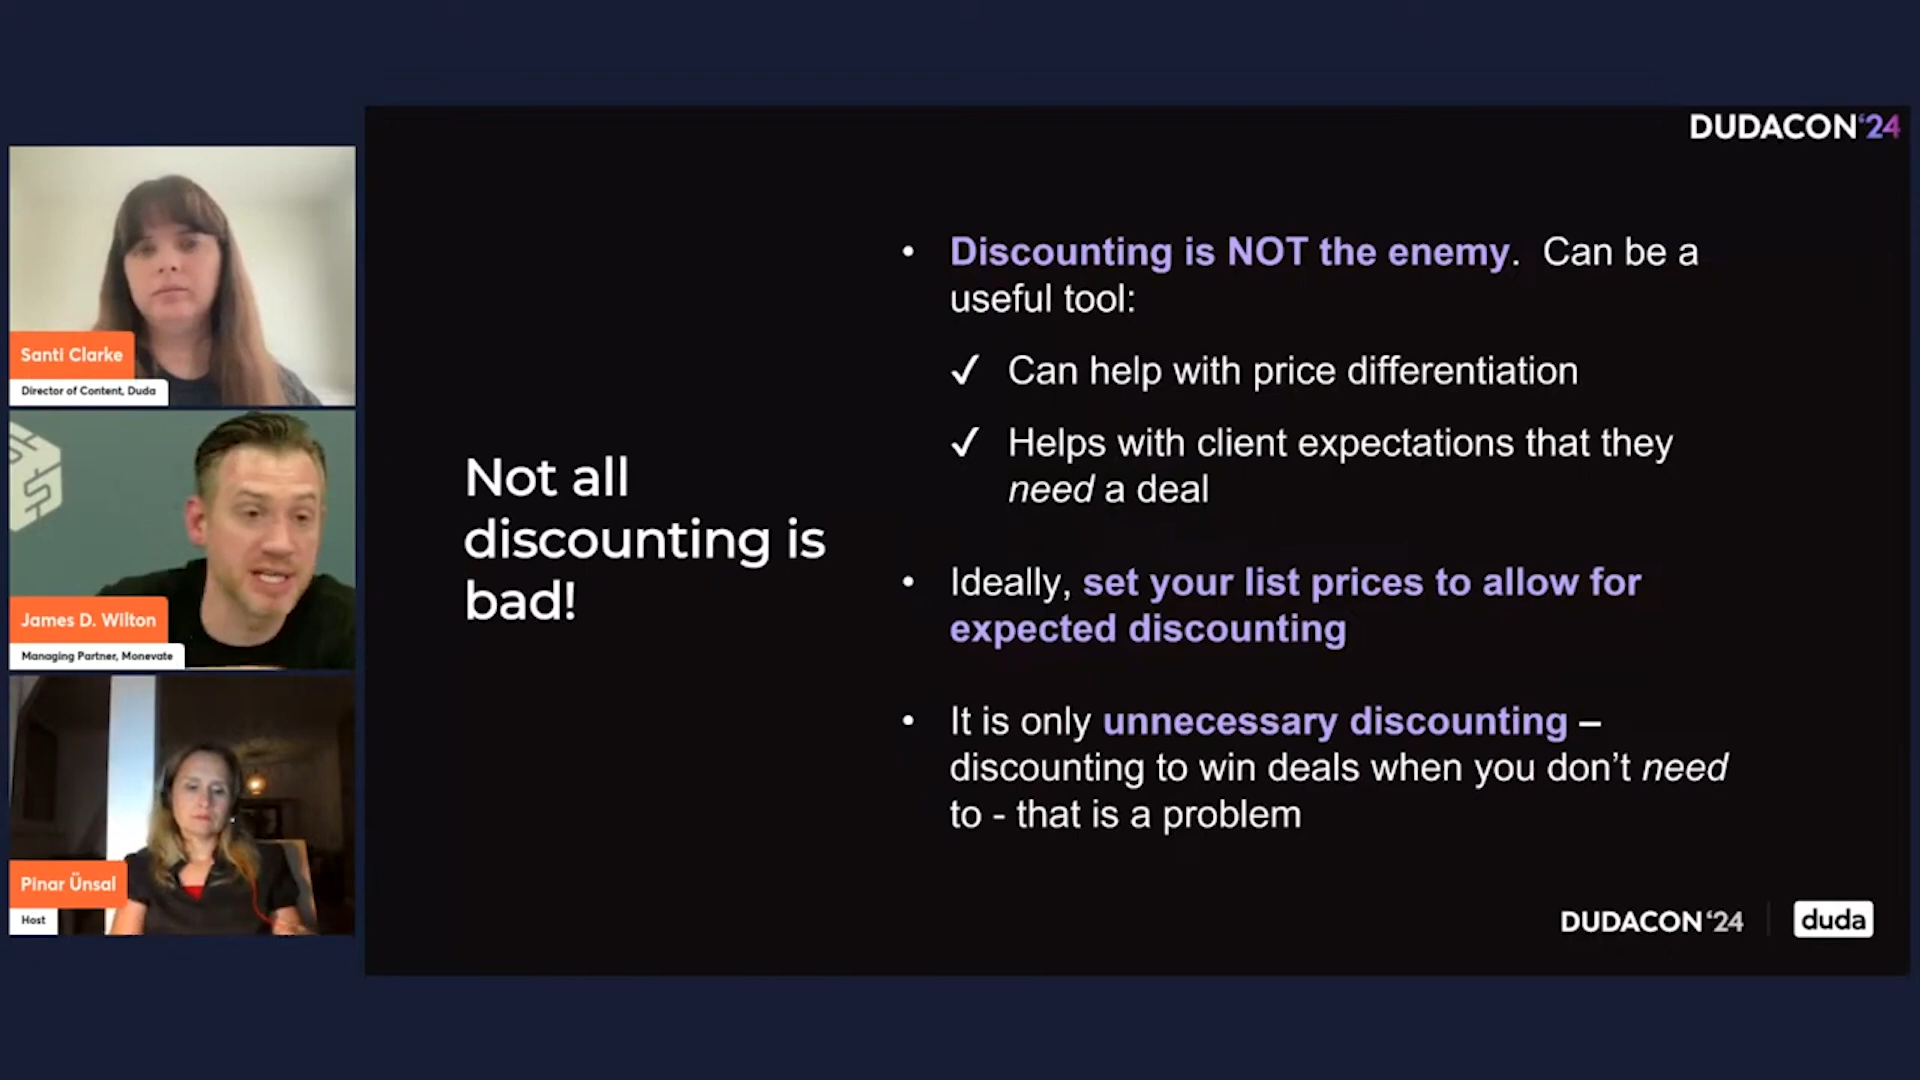 DUDACON‘24
Santi Clarke
Director of Content, Duda
James D. Wilton
Managing Partner, Monevate
Pinar Ünsal
Host
Not all
discounting is
bad!
• Discounting is NOT the enemy. Can be a
useful tool:
✓ Can help with price differentiation
✓ Helps with client expectations that they
need a deal
• Ideally, set your list prices to allow for
expected discounting
• It is only unnecessary discounting –
discounting to win deals when you don’t need
to - that is a problem
DUDACON‘24
duda